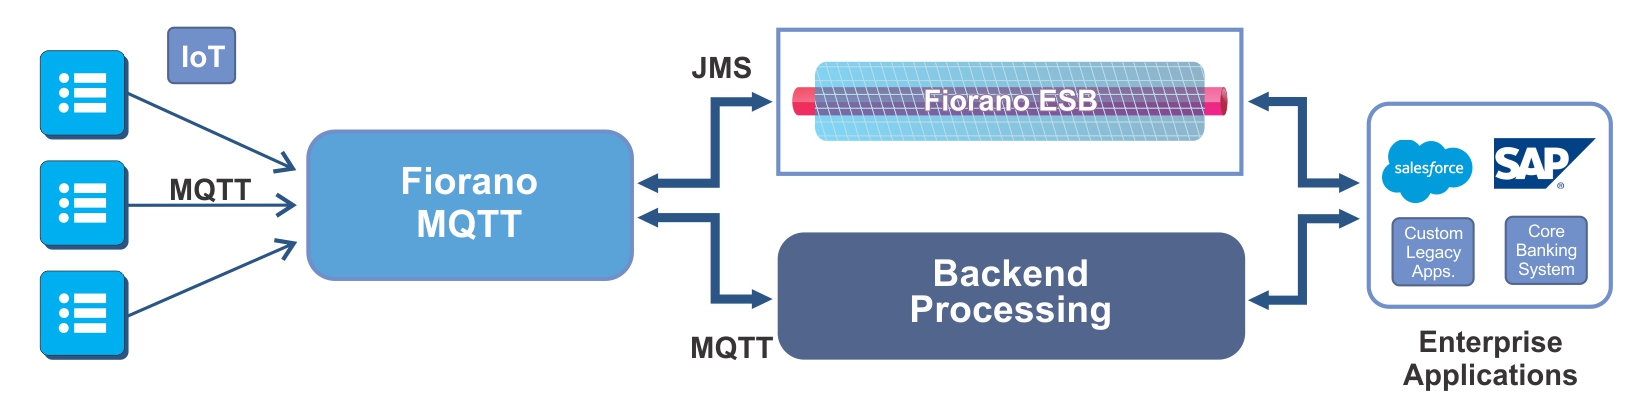 IoT
MQTT
Fiorano
MQTT
JMS
Fiorano ESB
Backend
Processing
MQTT
salesforce
SAP
®
Custom
Legacy
Apps.
Core
Banking
System
Enterprise
Applications